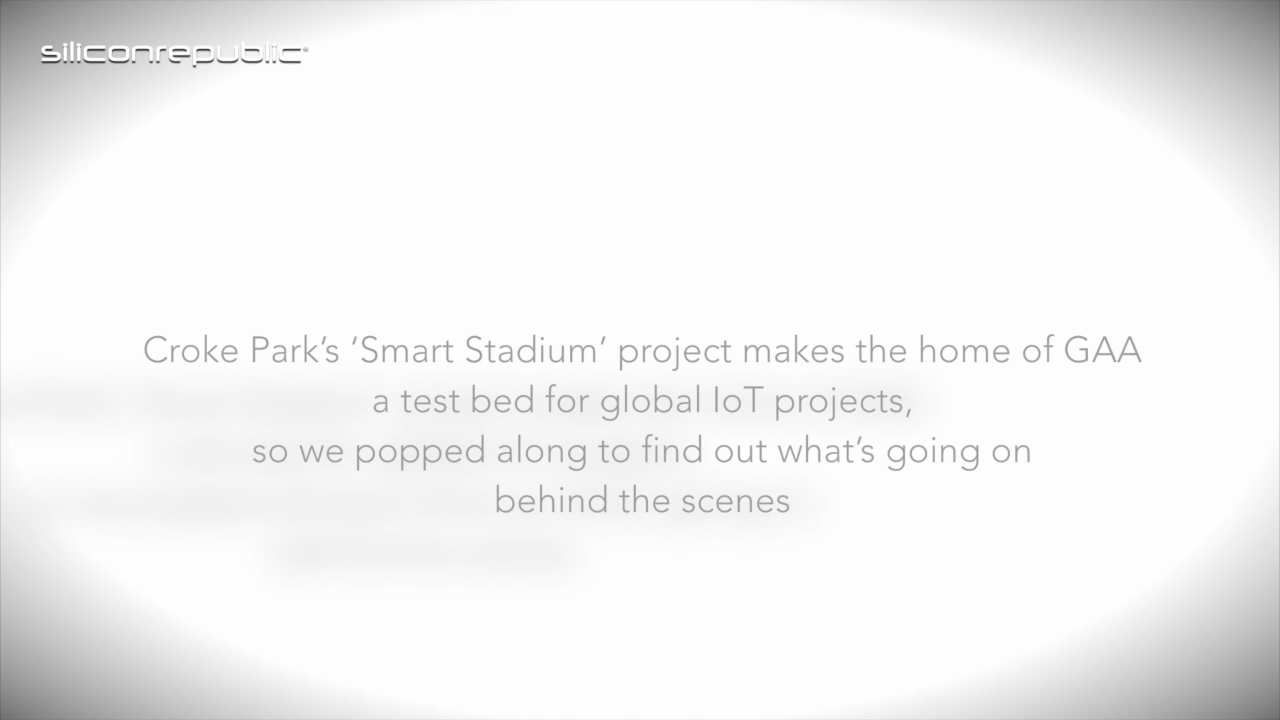 siliconrepublic
Croke Park’s ‘Smart Stadium’ project makes the home of GAA
a test bed for global IoT projects,
so we popped along to find out what’s going on
behind the scenes